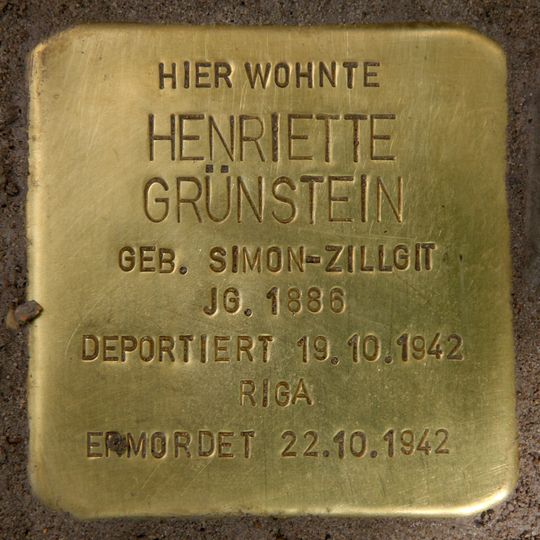 HIER WOHNTE
HENRIETTE
GRÜNSTEIN
GEB. SIMON-ZILLGIT
JG. 1886
DEPORTIERT 19.10.1942
RIGA
ERMORDET 22.10.1942